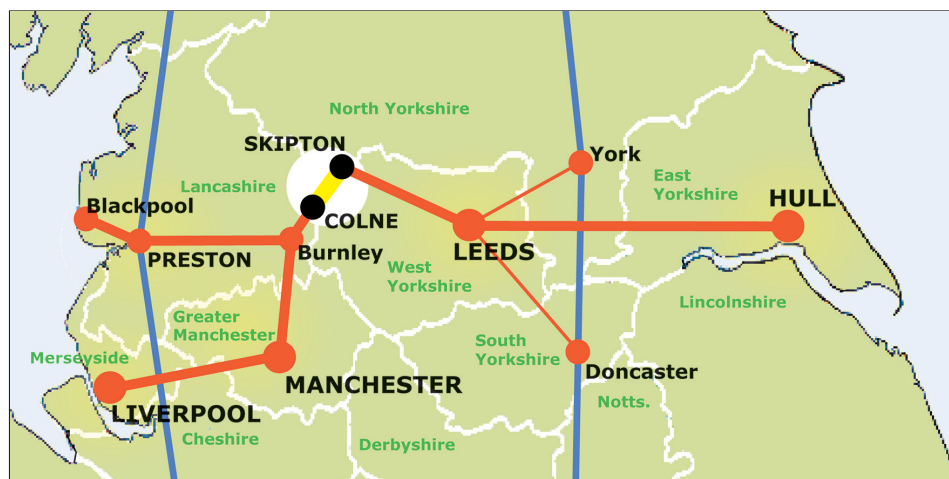 North Yorkshire
SKIPTON
York
Lancashire
East
Yorkshire
HULL
Blackpool
COLNE
PRESTON
Burnley
LEEDS
West
Yorkshire
Lincolnshire
Greater
Manchester
South
Yorkshire
Merseyside
MANCHESTER
Doncaster
Notts.
LIVERPOOL
Cheshire
Derbyshire